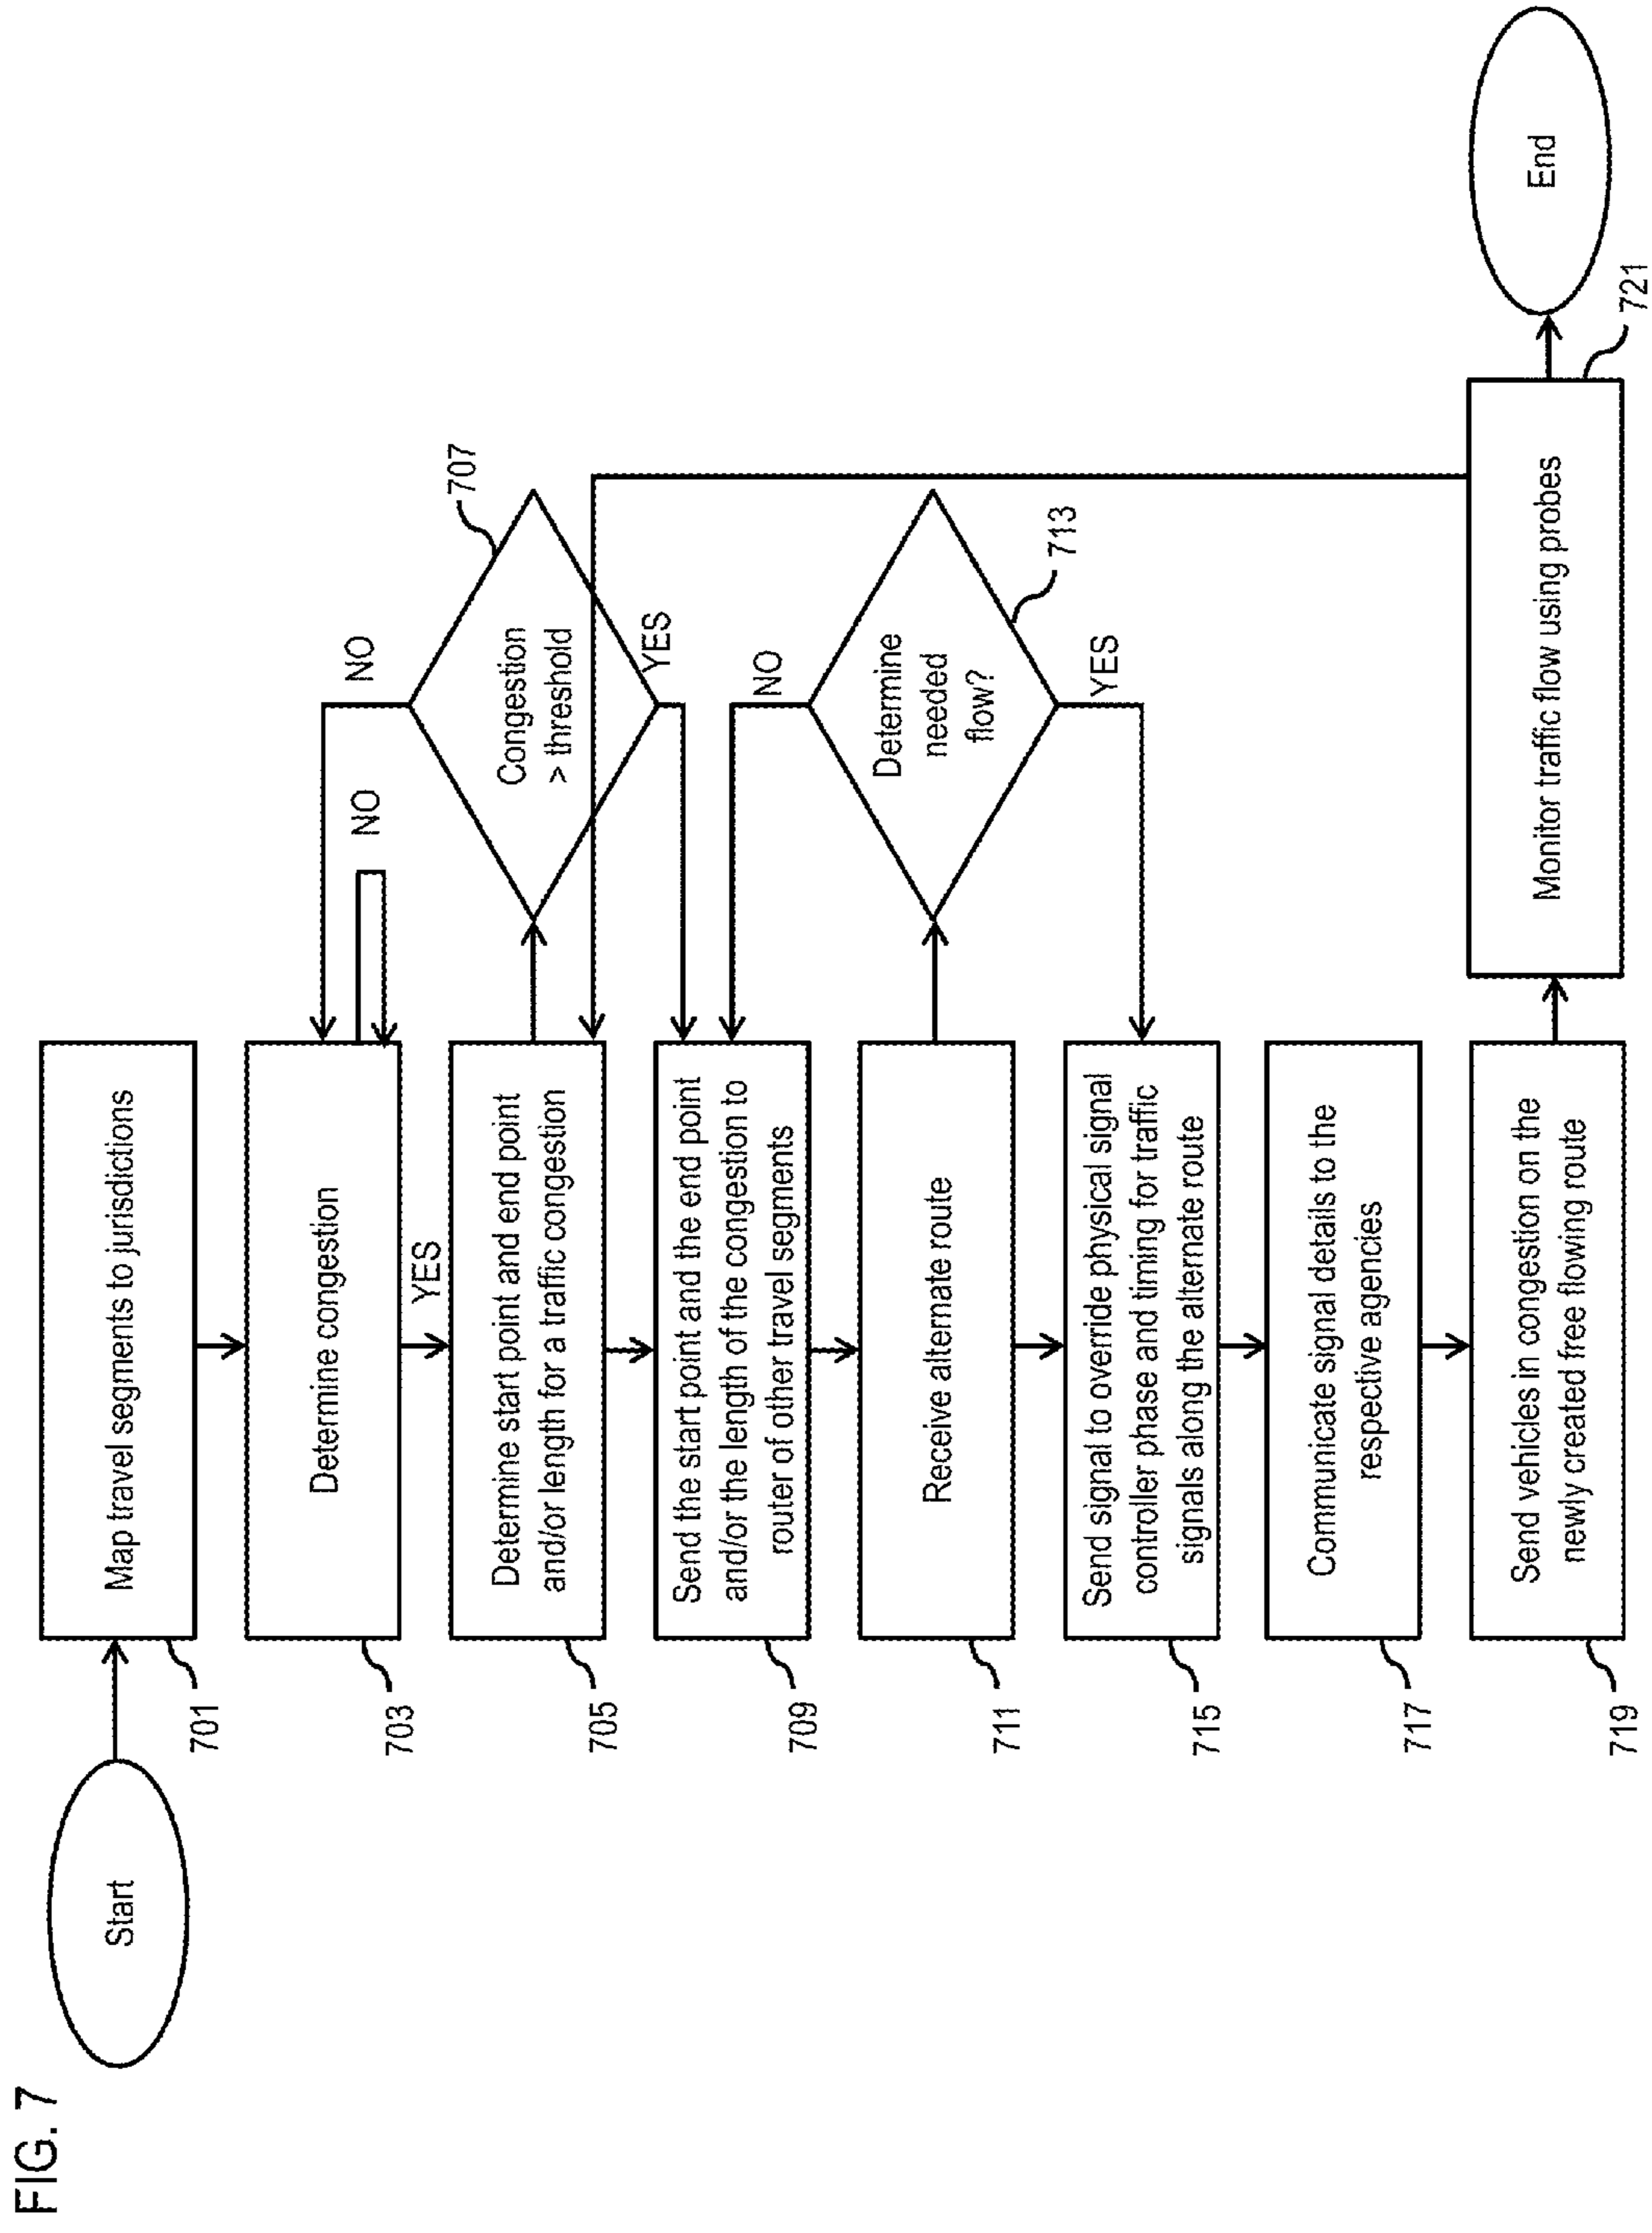 FIG. 7
Start
701
Map travel segments to jurisdictions
703
Determine congestion
NO
YES
705
Determine start point and end point
and/or length for a traffic congestion
707
Congestion
> threshold
NO
YES
709
Send the start point and the end point
and/or the length of the congestion to
router of other travel segments
711
Receive alternate route
713
Determine
needed
flow?
NO
YES
715
Send signal to override physical signal
controller phase and timing for traffic
signals along the alternate route
717
Communicate signal details to the
respective agencies
719
Send vehicles in congestion on the
newly created free flowing route
Monitor traffic flow using probes
721
End